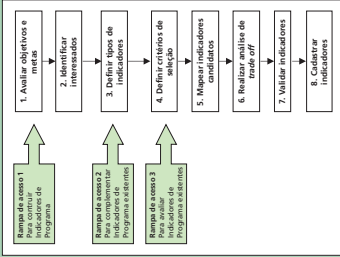 1. Avaliar objetivos e
metas
2. Identificar
interessados
3. Definir tipos de
indicadores
4. Definir critérios de
seleção
5. Mapear indicadores
candidatos
6. Realizar análise de
trade off
7. Validar indicadores
8. Cadastrar
indicadores
Rampa de acesso 1
Para contruir
Indicadores de
Programa
Rampa de acesso 2
Para complementar
Indicadores de
Programa existentes
Rampa de acesso 3
Para avaliar
Indicadores de
Programa existentes